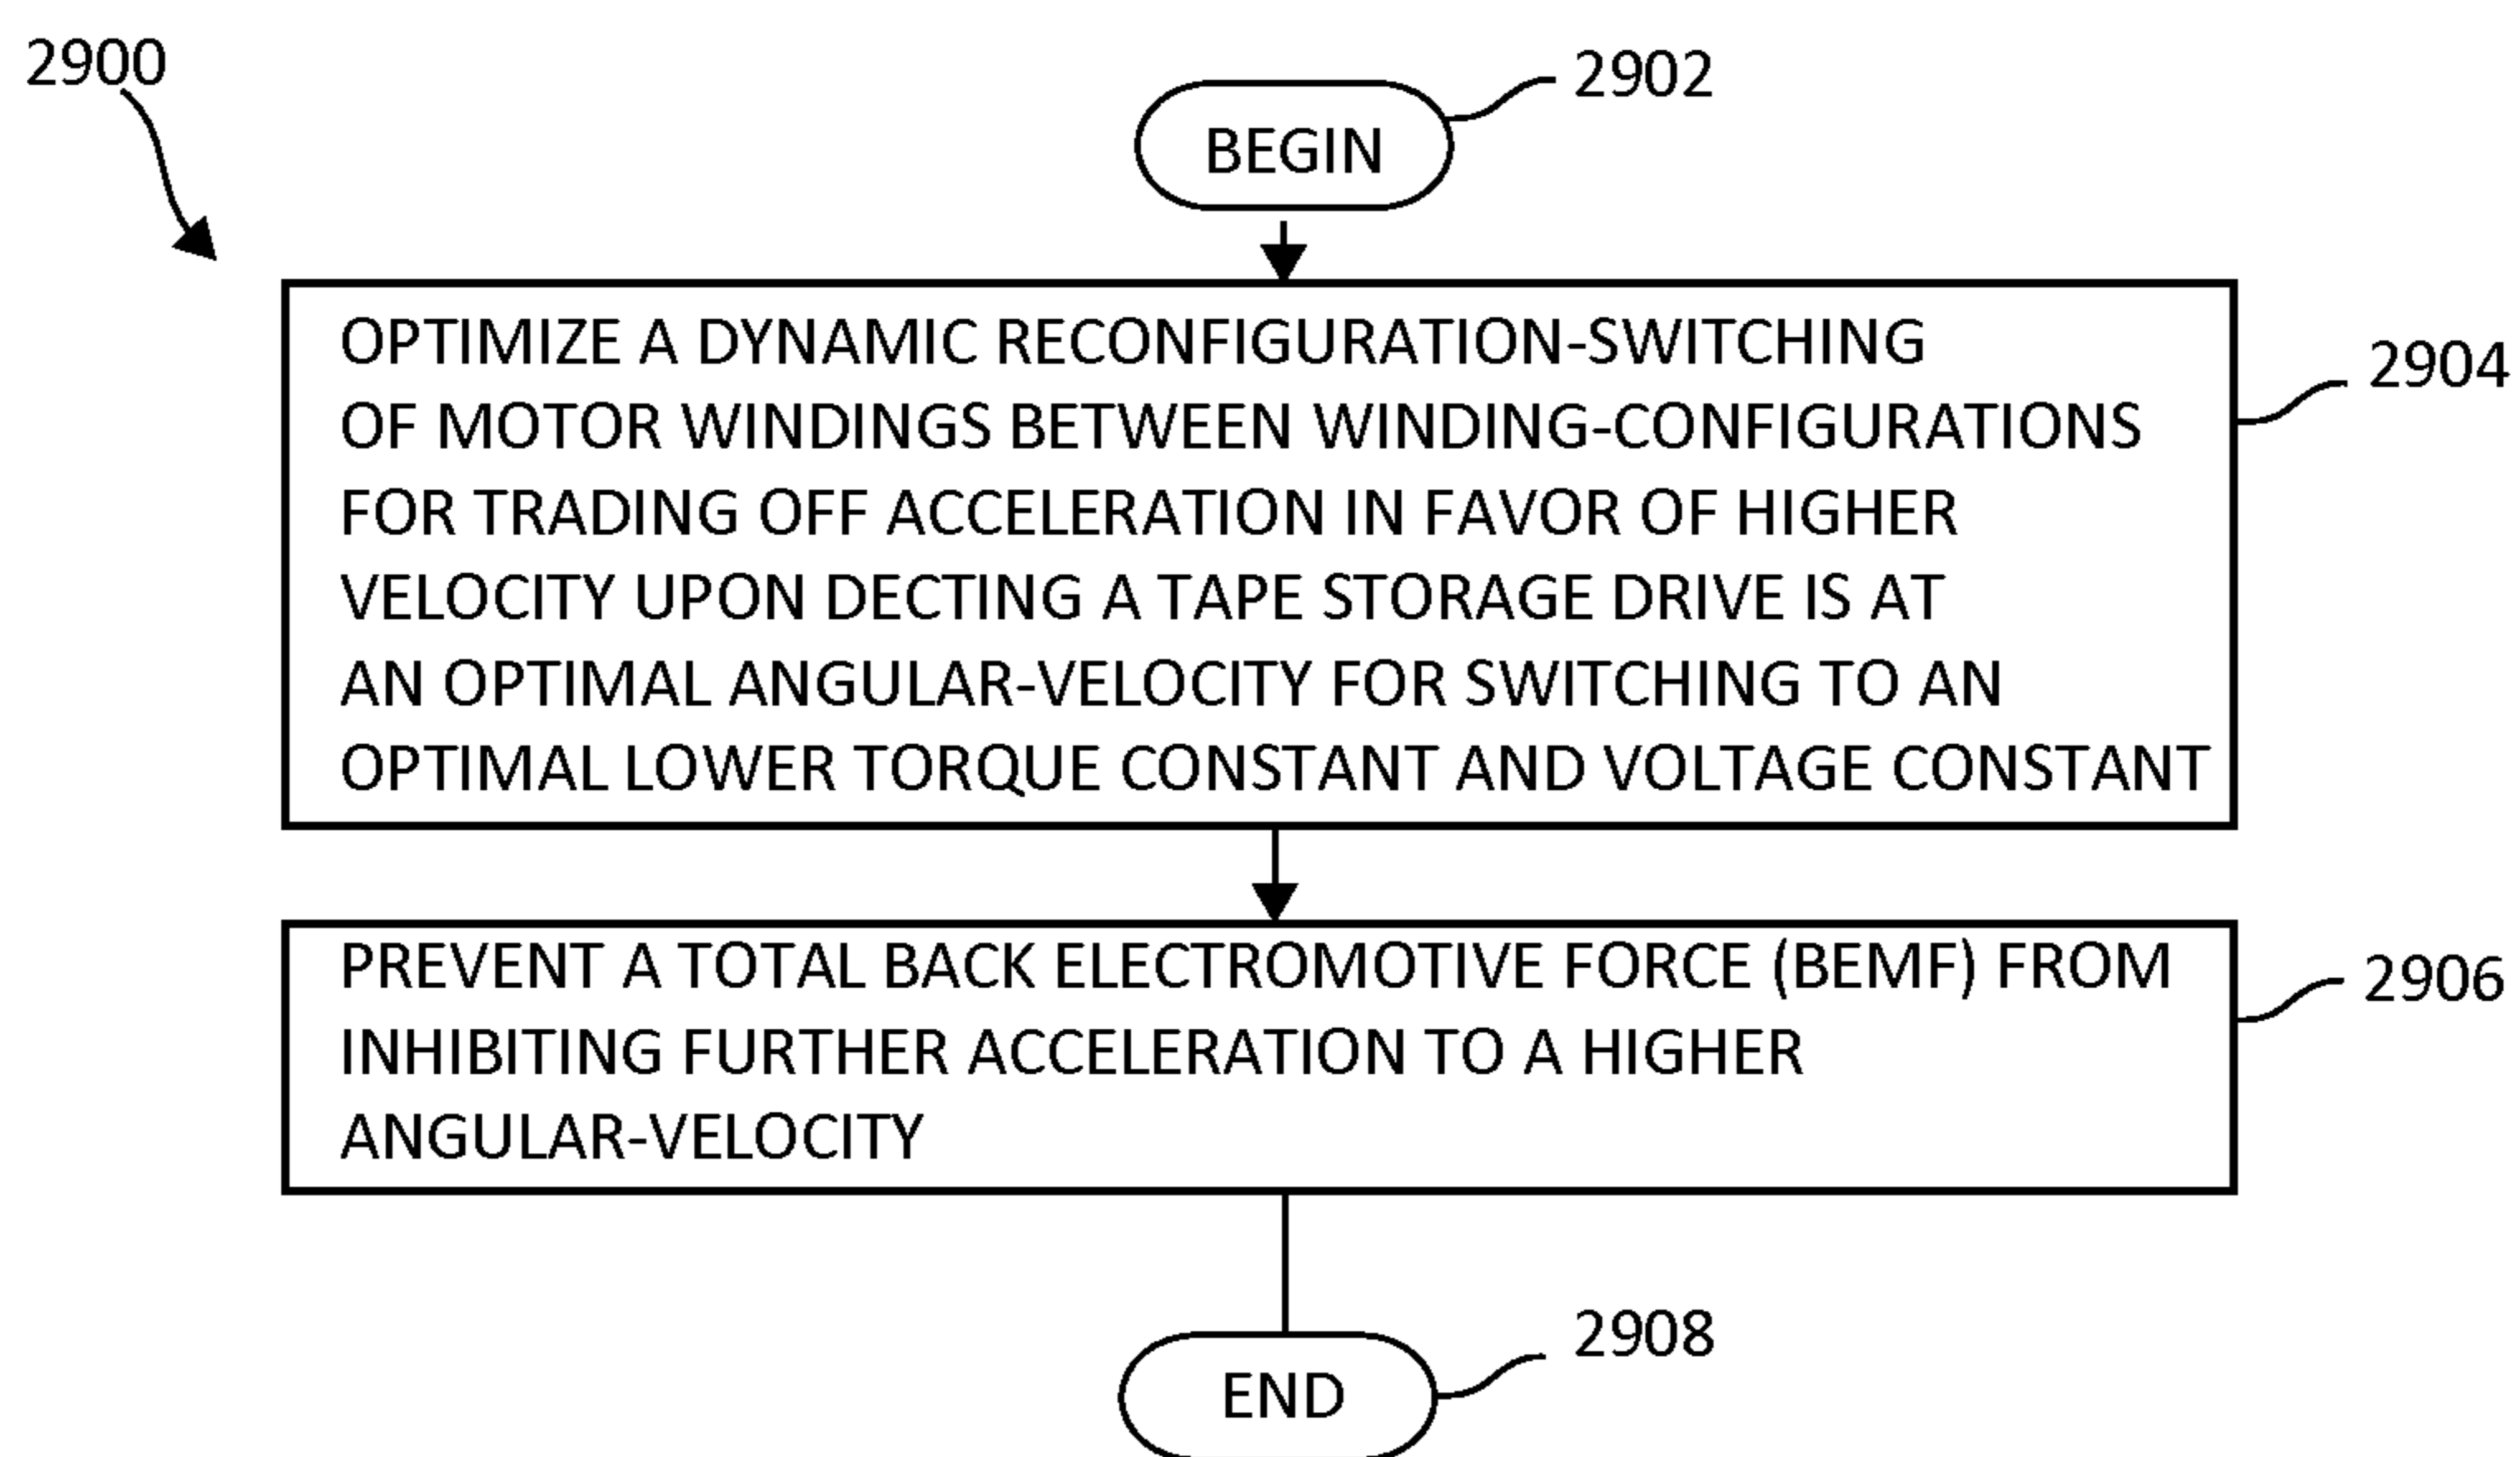 2900
2902
BEGIN
OPTIMIZE A DYNAMIC RECONFIGURATION-SWITCHING
OF MOTOR WINDINGS BETWEEN WINDING-CONFIGURATIONS
FOR TRADING OFF ACCELERATION IN FAVOR OF HIGHER
VELOCITY UPON DECTING A TAPE STORAGE DRIVE IS AT
AN OPTIMAL ANGULAR-VELOCITY FOR SWITCHING TO AN
OPTIMAL LOWER TORQUE CONSTANT AND VOLTAGE CONSTANT
2904
PREVENT A TOTAL BACK ELECTROMOTIVE FORCE (BEMF) FROM
INHIBITING FURTHER ACCELERATION TO A HIGHER
ANGULAR-VELOCITY
2906
2908
END